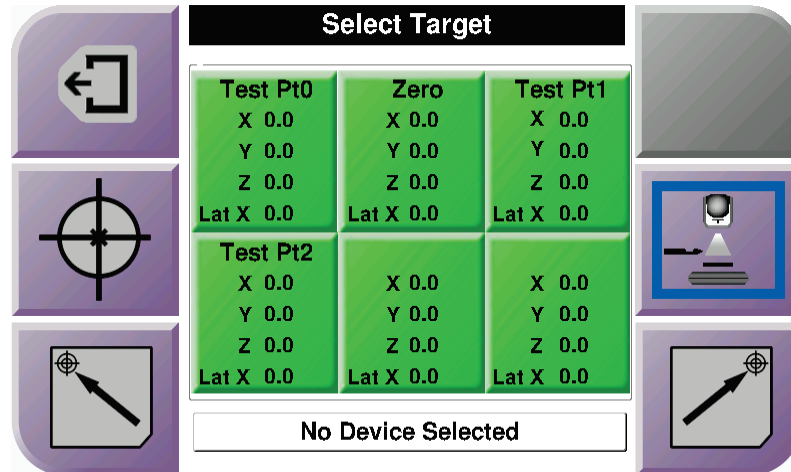 Select Target
Test Pt0 Zero Test Pt1
X 0.0 X 0.0 X 0.0
Y 0.0 Y 0.0 Y 0.0
Z 0.0 Z 0.0 Z 0.0
Lat X 0.0 Lat X 0.0 Lat X 0.0
Test Pt2
X 0.0 X 0.0 X 0.0
Y 0.0 Y 0.0 Y 0.0
Z 0.0 Z 0.0 Z 0.0
Lat X 0.0 Lat X 0.0 Lat X 0.0
No Device Selected